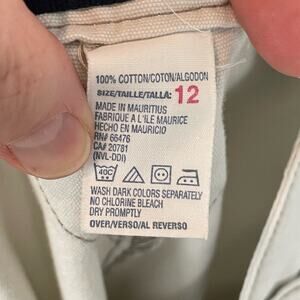 100% COTTON/COTON/ALGODON
SIZE/TAILLE/TALLA: 12
MADE IN MAURITIUS
FABRIQUE A L'ILE MAURICE
HECHO EN MAURICIO
RN# 66476
CA# 20781
(NVL-DDI)
40C
WASH DARK COLORS SEPARATELY
NO CHLORINE BLEACH
DRY PROMPTLY
OVER/VERSO/AL REVERSO